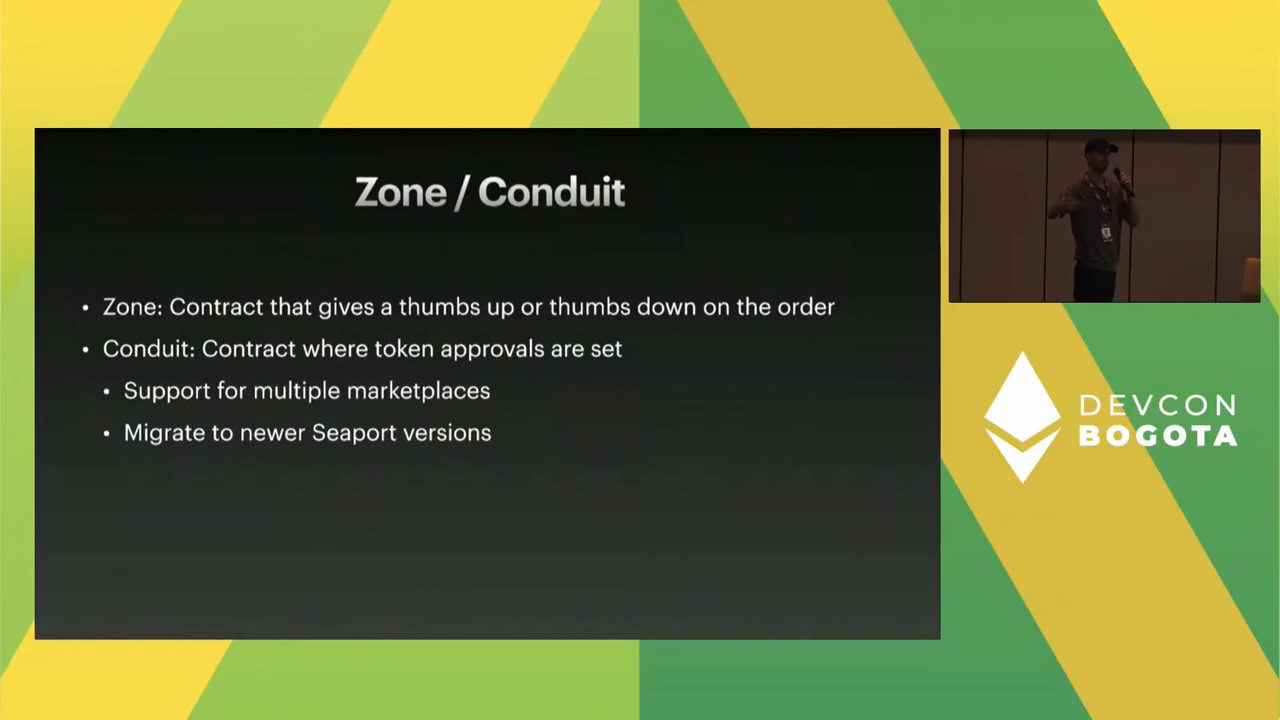 Zone / Conduit
• Zone: Contract that gives a thumbs up or thumbs down on the order
• Conduit: Contract where token approvals are set
• Support for multiple marketplaces
• Migrate to newer Seaport versions
DEVCON
BOGOTA